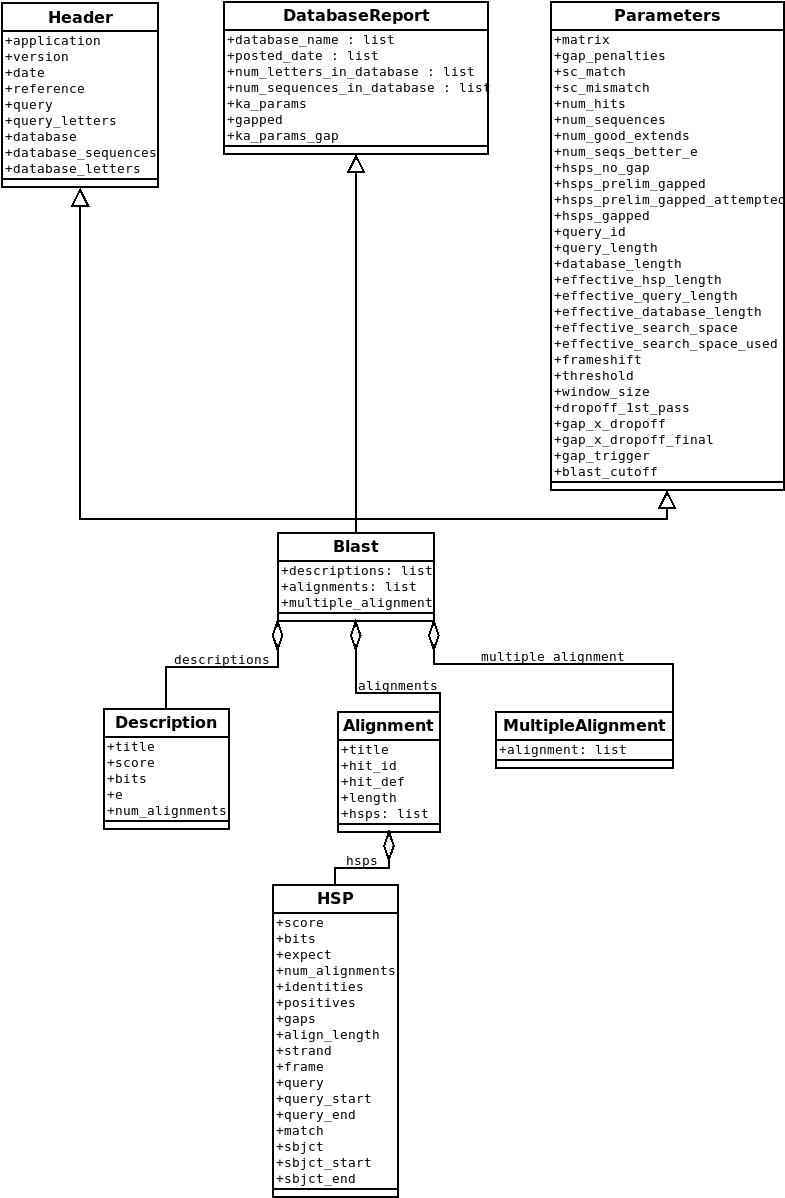 Header
+application
+version
+date
+reference
+query
+query_letters
+database
+database_sequences
+database_letters
DatabaseReport
+database_name : list
+posted_date : list
+num_letters_in_database : list
+num_sequences_in_database : list
+ka_params
+gapped
+ka_params_gap
Parameters
+matrix
+gap_penalties
+sc_match
+sc_mismatch
+num_hits
+num_sequences
+num_good_extends
+num_seqs_better_e
+hsps_no_gap
+hsps_prelim_gapped
+hsps_prelim_gapped_attempted
+hsps_gapped
+query_id
+query_length
+database_length
+effective_hsp_length
+effective_query_length
+effective_database_length
+effective_search_space
+effective_search_space_used
+frameshift
+threshold
+window_size
+dropoff_1st_pass
+gap_x_dropoff
+gap_x_dropoff_final
+gap_trigger
+blast_cutoff
Blast
+descriptions: list
+alignments: list
+multiple_alignment
descriptions
alignments
multiple alignment
Description
+title
+score
+bits
+e
+num_alignments
Alignment
+title
+hit_id
+hit_def
+length
+hsps: list
MultipleAlignment
+alignment: list
hsps
HSP
+score
+bits
+expect
+num_alignments
+identities
+positives
+gaps
+align_length
+strand
+frame
+query
+query_start
+query_end
+match
+sbjct
+sbjct_start
+sbjct_end